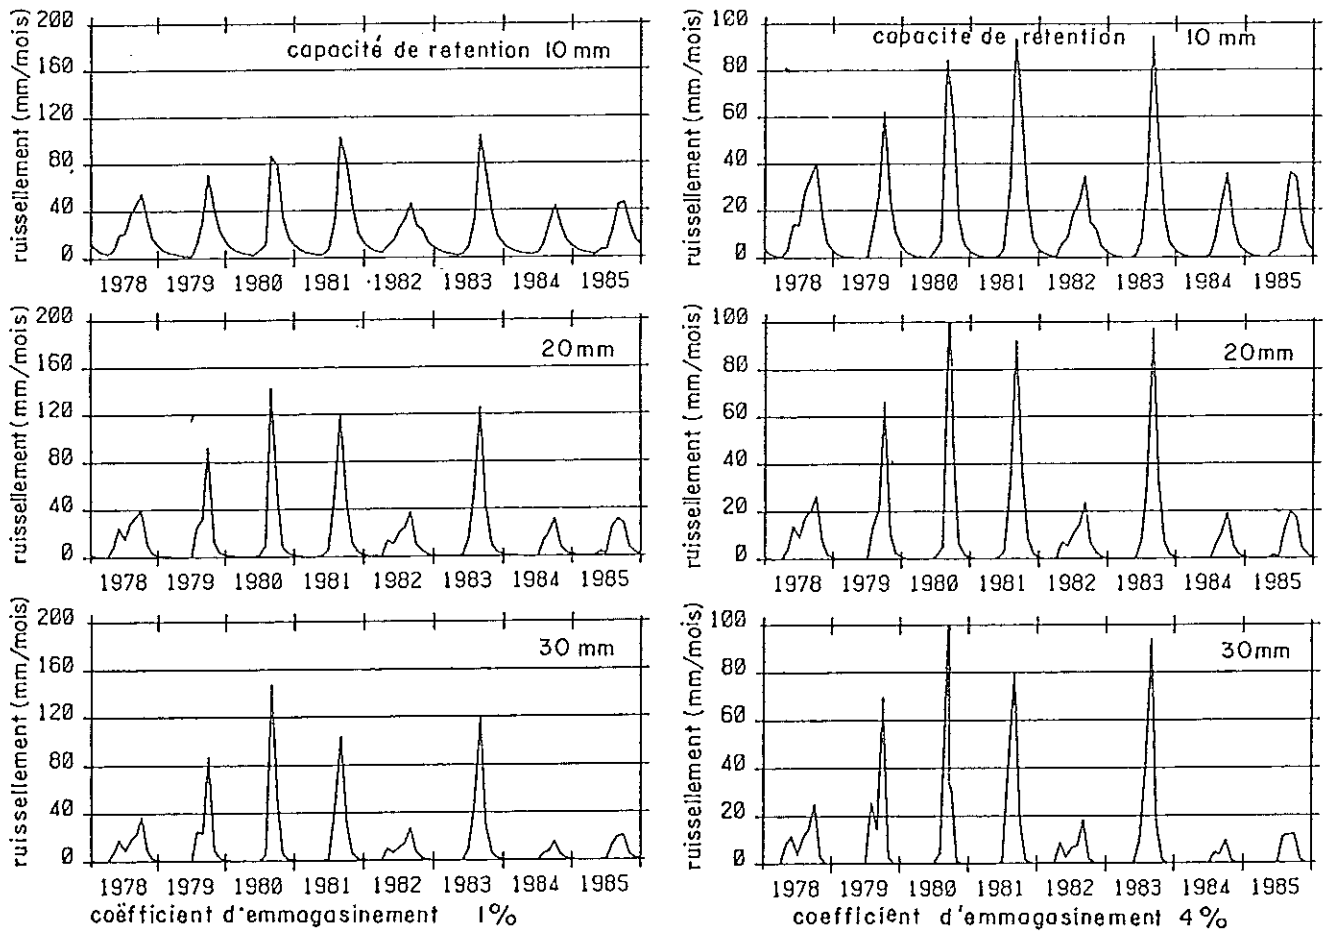 ruissellement (mm/mois)
200
160
120
80
40
0
capacité de retention 10 mm
1978 1979 1980 1981 1982 1983 1984 1985
ruissellement (mm/mois)
100
80
60
40
20
0
capacité de retention 10 mm
1978 1979 1980 1981 1982 1983 1984 1985
ruissellement (mm/mois)
200
160
120
80
40
0
20mm
1978 1979 1980 1981 1982 1983 1984 1985
ruissellement (mm/mois)
100
80
60
40
20
0
20mm
1978 1979 1980 1981 1982 1983 1984 1985
ruissellement (mm/mois)
200
160
120
80
40
0
30 mm
1978 1979 1980 1981 1982 1983 1984 1985
coëfficient d'emmagasinement 1%
ruissellement (mm/mois)
100
80
60
40
20
0
30mm
1978 1979 1980 1981 1982 1983 1984 1985
coefficient d'emmagasinement 4%